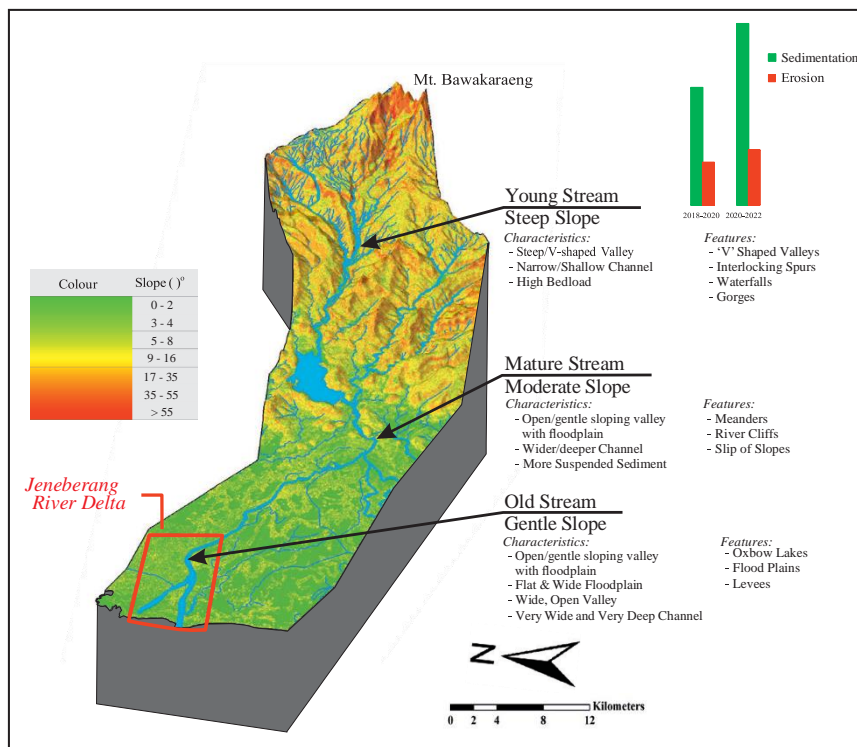 Mt. Bawakaraeng
Sedimentation
Erosion
2018-2020
2020-2022
Young Stream
Steep Slope
Characteristics:
- Steep/V-shaped Valley
- Narrow/Shallow Channel
- High Bedload
Features:
- ‘V’ Shaped Valleys
- Interlocking Spurs
- Waterfalls
- Gorges
Colour
Slope ( )°
0 - 2
3 - 4
5 - 8
9 - 16
17 - 35
35 - 55
> 55
Mature Stream
Moderate Slope
Characteristics:
- Open/gentle sloping valley
with floodplain
- Wider/deeper Channel
- More Suspended Sediment
Features:
- Meanders
- River Cliffs
- Slip of Slopes
Jeneberang
River Delta
Old Stream
Gentle Slope
Characteristics:
- Open/gentle sloping valley
with floodplain
- Flat & Wide Floodplain
- Wide, Open Valley
- Very Wide and Very Deep Channel
Features:
- Oxbow Lakes
- Flood Plains
- Levees
N
Kilometers
0 2 4 8 12